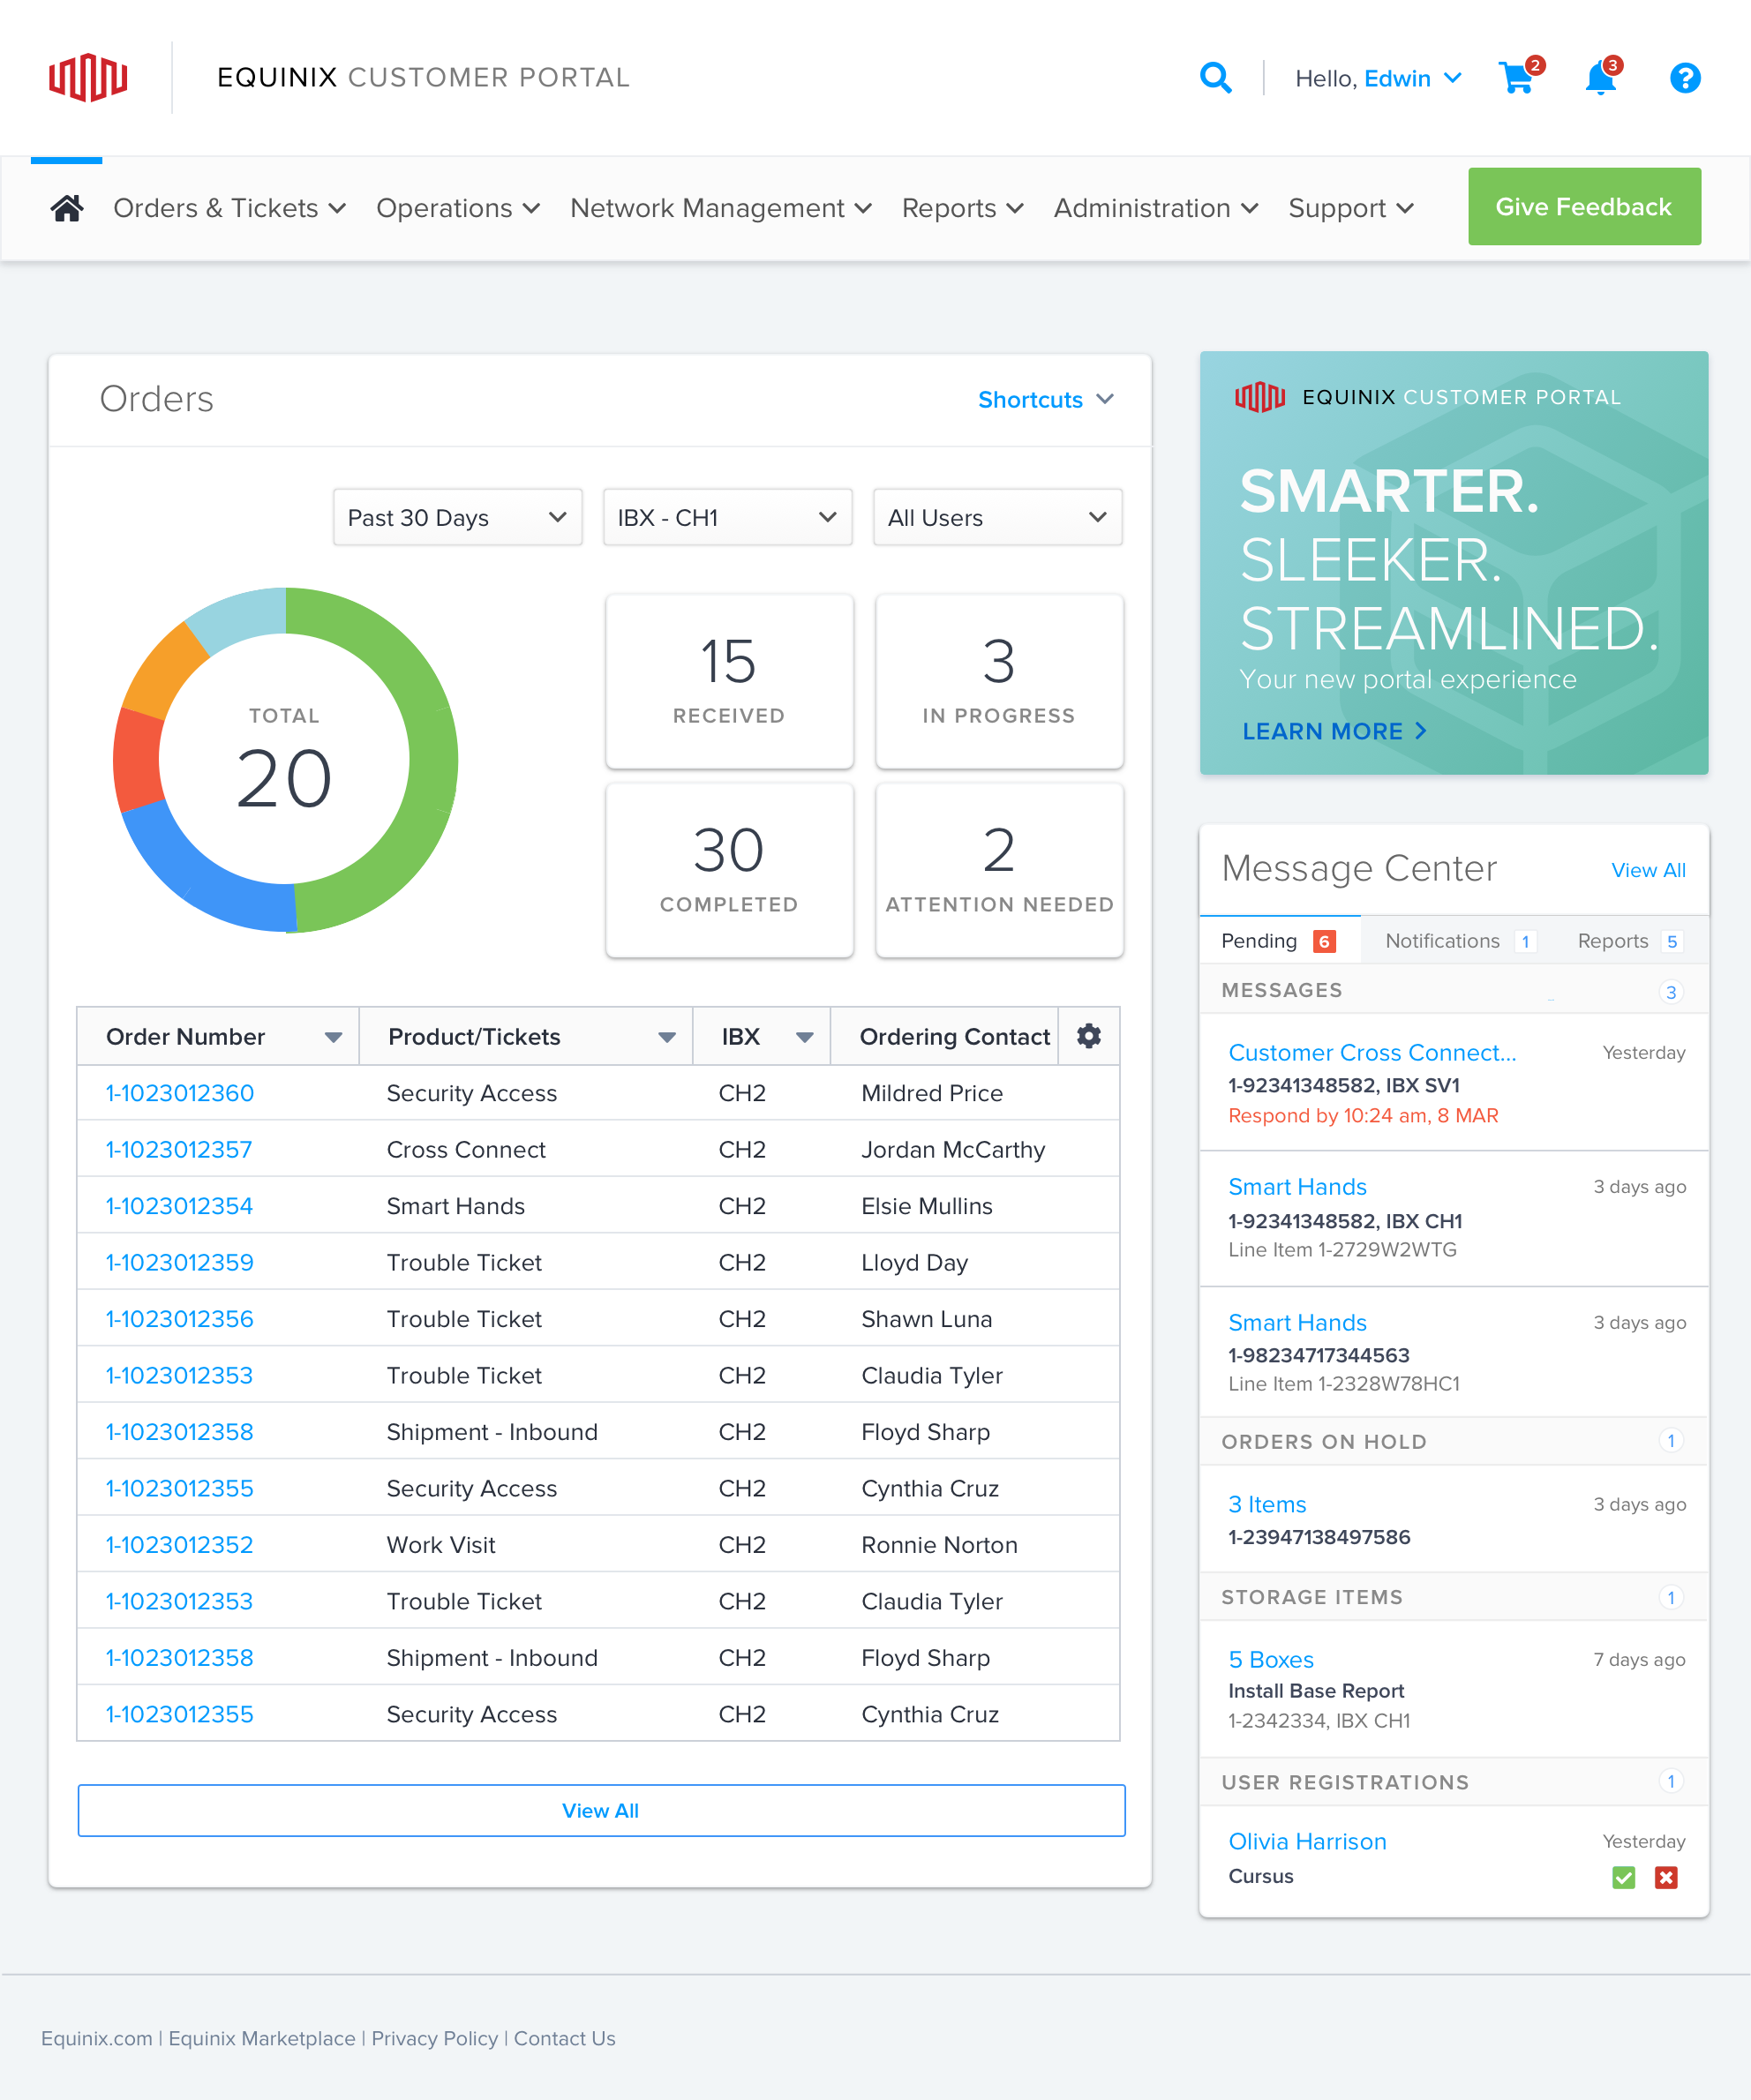 EQUINIX CUSTOMER PORTAL
Hello, Edwin
2
3
?
Orders & Tickets
Operations
Network Management
Reports
Administration
Support
Give Feedback
Orders
Shortcuts
Past 30 Days
IBX - CH1
All Users
TOTAL
20
15
RECEIVED
3
IN PROGRESS
30
COMPLETED
2
ATTENTION NEEDED
Order Number Product/Tickets IBX Ordering Contact
1-1023012360 Security Access CH2 Mildred Price
1-1023012357 Cross Connect CH2 Jordan McCarthy
1-1023012354 Smart Hands CH2 Elsie Mullins
1-1023012359 Trouble Ticket CH2 Lloyd Day
1-1023012356 Trouble Ticket CH2 Shawn Luna
1-1023012353 Trouble Ticket CH2 Claudia Tyler
1-1023012358 Shipment - Inbound CH2 Floyd Sharp
1-1023012355 Security Access CH2 Cynthia Cruz
1-1023012352 Work Visit CH2 Ronnie Norton
1-1023012353 Trouble Ticket CH2 Claudia Tyler
1-1023012358 Shipment - Inbound CH2 Floyd Sharp
1-1023012355 Security Access CH2 Cynthia Cruz
View All
EQUINIX CUSTOMER PORTAL
SMARTER.
SLEEKER.
STREAMLINED.
Your new portal experience
LEARN MORE
Message Center
View All
Pending 6
Notifications 1
Reports 5
MESSAGES 3
Customer Cross Connect... Yesterday
1-92341348582, IBX SV1
Respond by 10:24 am, 8 MAR
Smart Hands 3 days ago
1-92341348582, IBX CH1
Line Item 1-2729W2WTG
Smart Hands 3 days ago
1-98234717344563
Line Item 1-2328W78HC1
ORDERS ON HOLD 1
3 Items 3 days ago
1-23947138497586
STORAGE ITEMS 1
5 Boxes 7 days ago
Install Base Report
1-2342334, IBX CH1
USER REGISTRATIONS 1
Olivia Harrison Yesterday
Cursus
Equinix.com | Equinix Marketplace | Privacy Policy | Contact Us